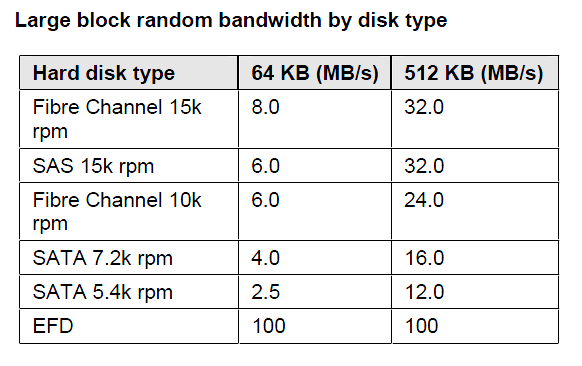 Large block random bandwidth by disk type
Hard disk type 64 KB (MB/s) 512 KB (MB/s)
Fibre Channel 15k rpm 8.0 32.0
SAS 15k rpm 6.0 32.0
Fibre Channel 10k rpm 6.0 24.0
SATA 7.2k rpm 4.0 16.0
SATA 5.4k rpm 2.5 12.0
EFD 100 100